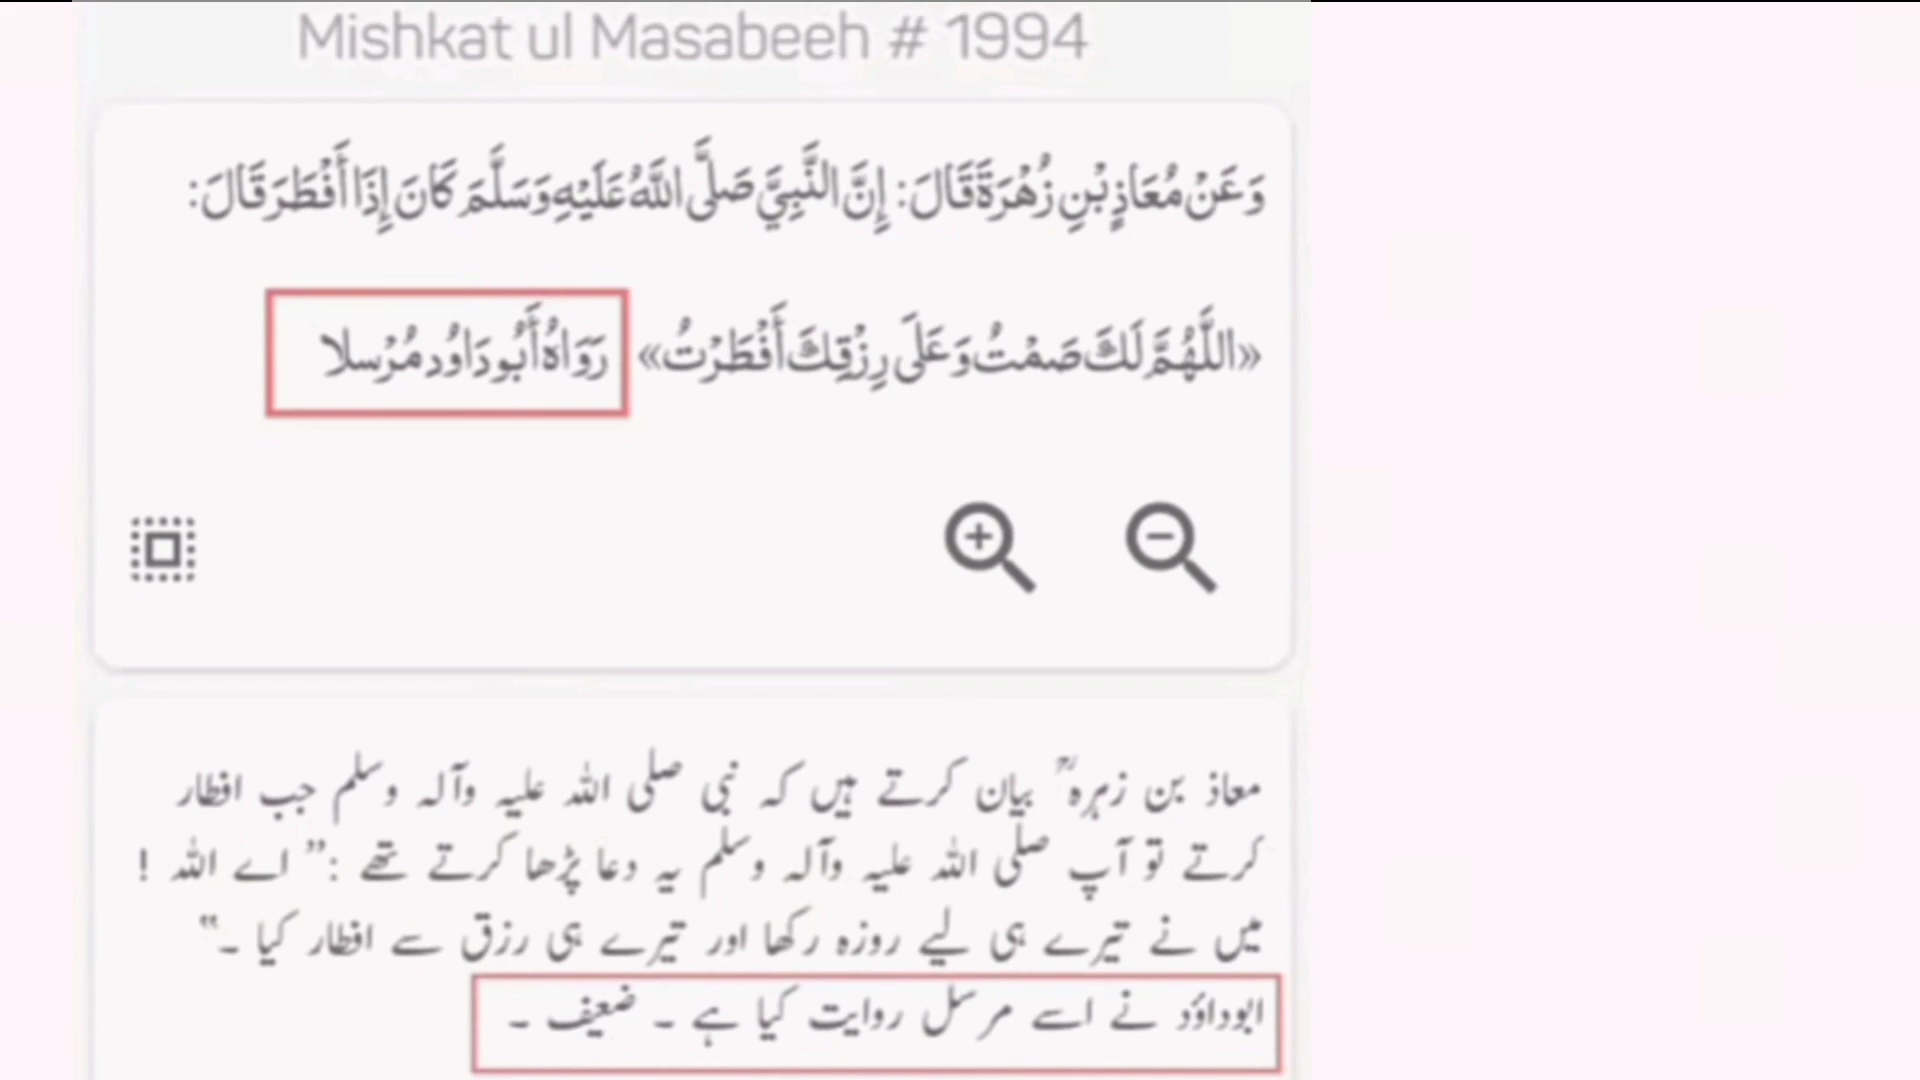 Mishkat ul Masabeeh # 1994
وَعَنْ مُعَاذِ بْنِ زُهْرَةَ قَالَ: إِنَّ النَّبِيَّ صَلَّى اللَّهُ عَلَيْهِ وَسَلَّمَ كَانَ إِذَا أَفْطَرَ قَالَ:
«اللَّهُمَّ لَكَ صَمْتُ وَعَلَى رِزْقِكَ أَفْطَرْتُ» رَوَاهُ أَبُو دَاوُد مُرْسلا
معاذ بن زہرہ ؒ بیان کرتے ہیں کہ نبی صلی اللہ علیہ وآلہ وسلم جب افطار
کرتے تو آپ صلی اللہ علیہ وآلہ وسلم یہ دعا پڑھا کرتے تھے :’’ اے اللہ !
میں نے تیرے ہی لیے روزہ رکھا اور تیرے ہی رزق سے افطار کیا ۔‘‘
ابوداؤد نے اسے مرسل روایت کیا ہے ۔ ضعیف ۔